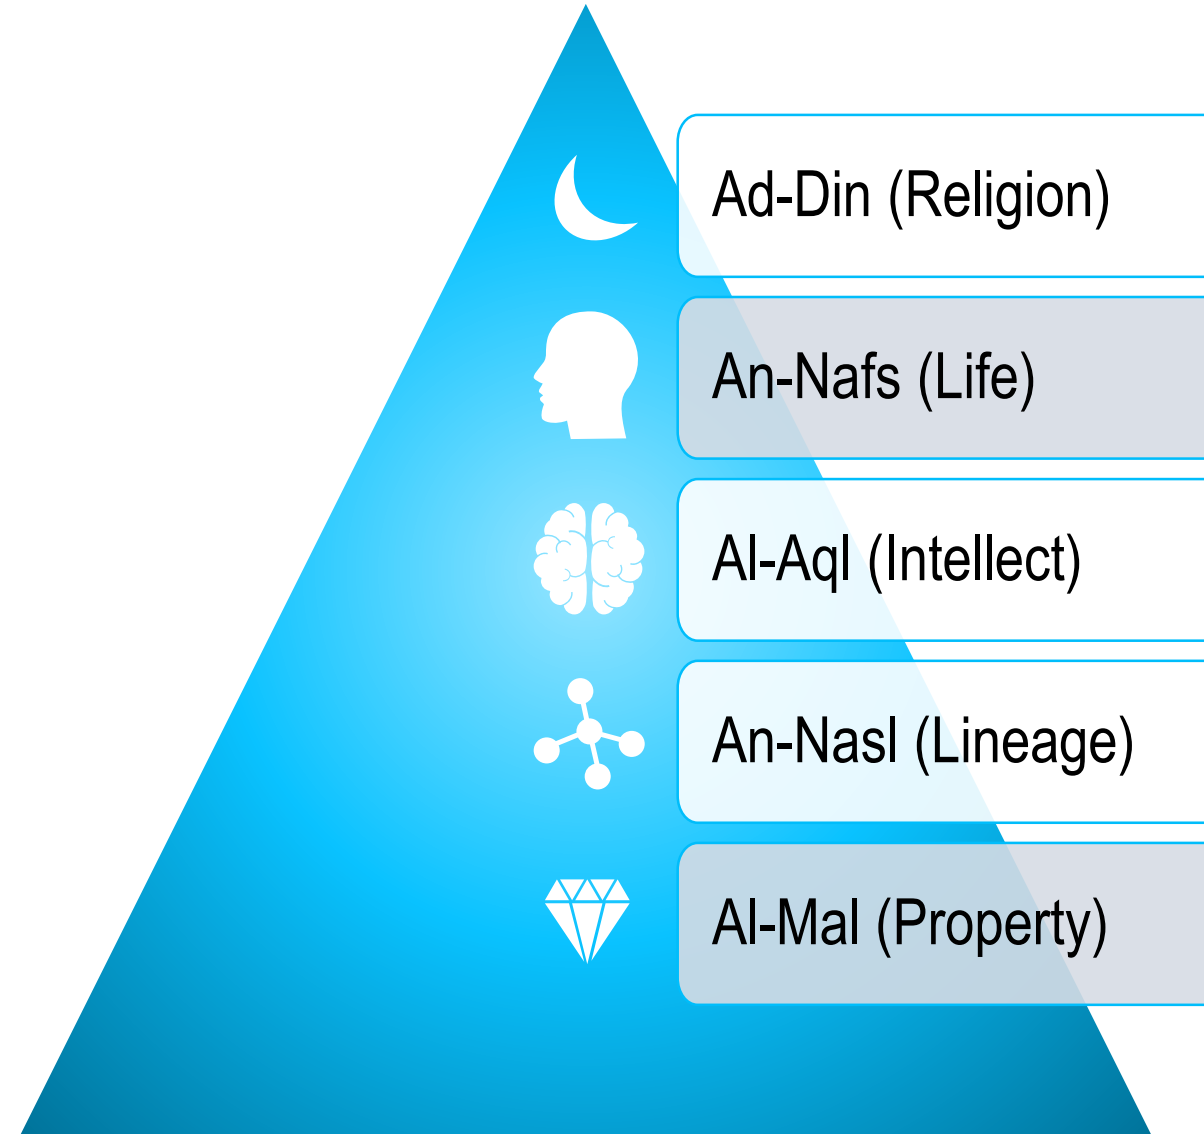 Ad-Din (Religion)
An-Nafs (Life)
Al-Aql (Intellect)
An-Nasl (Lineage)
Al-Mal (Property)